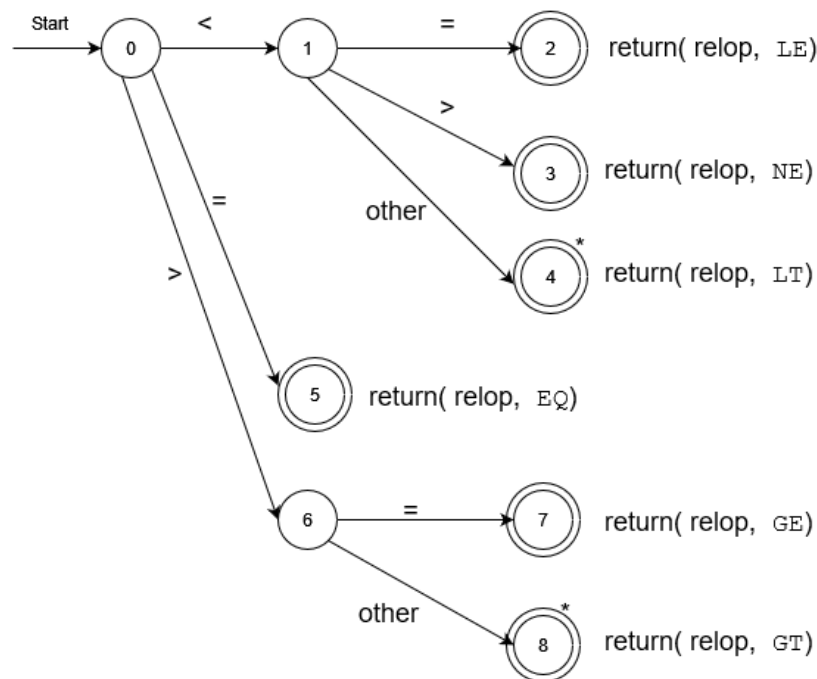 Start
0
<
1
=
2
return( relop, LE)
>
3
return( relop, NE)
other
4
*
return( relop, LT)
=
5
return( relop, EQ)
>
6
=
7
return( relop, GE)
other
8
*
return( relop, GT)